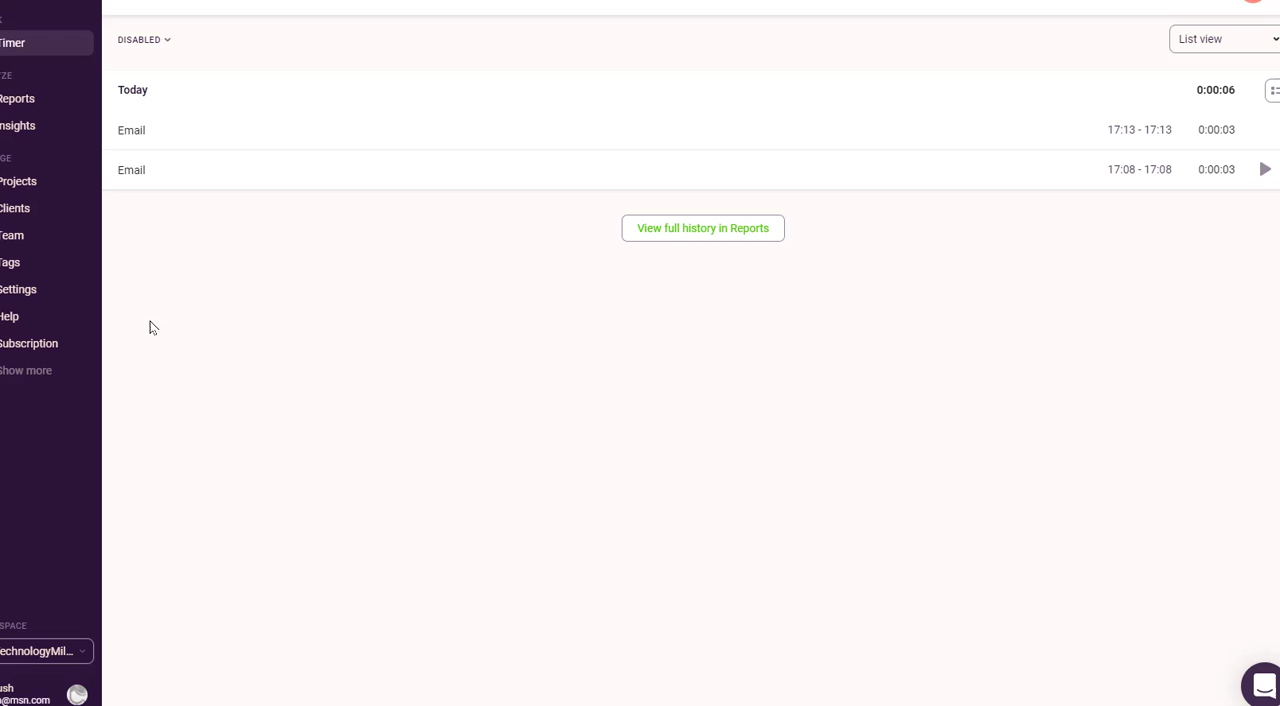 Timer
Reports
Insights
Projects
Clients
Team
Tags
Settings
Help
Subscription
Show more
SPACE
echnologyMil...
ush
@msn.com
DISABLED
List view
Today 0:00:06
Email 17:13 - 17:13 0:00:03
Email 17:08 - 17:08 0:00:03
View full history in Reports